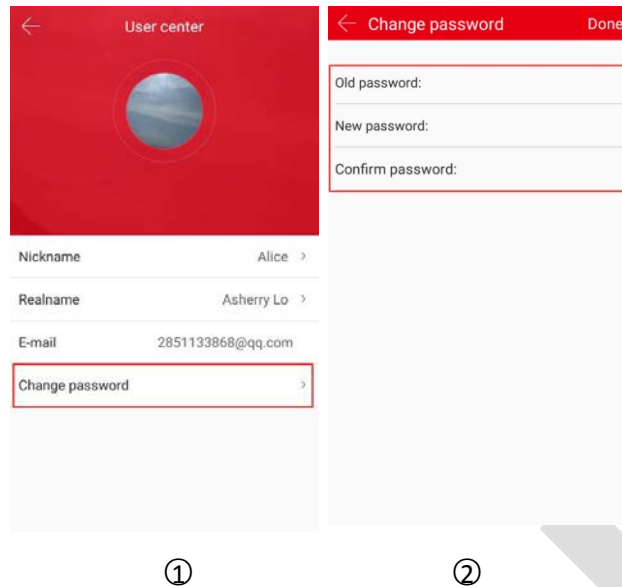 User center
Nickname Alice
Realname Asherry Lo
E-mail 2851133868@qq.com
Change password
①
Change password Done
Old password:
New password:
Confirm password:
②